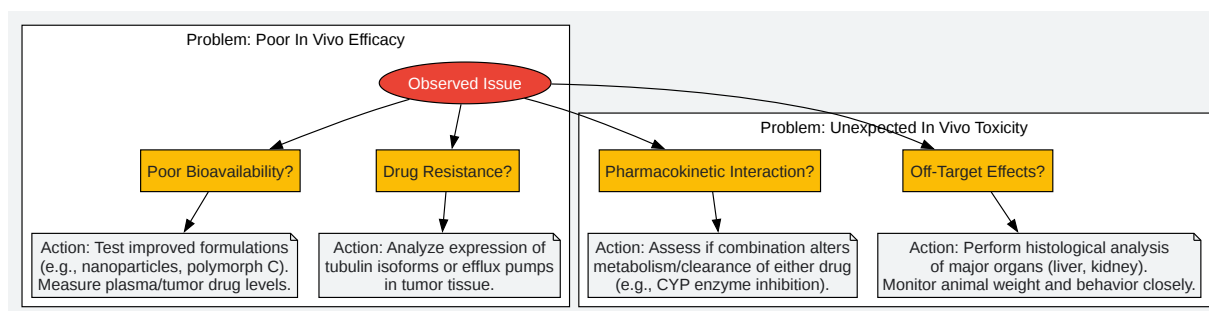 Problem: Poor In Vivo Efficacy
Observed Issue
Problem: Unexpected In Vivo Toxicity
Poor Bioavailability?
Drug Resistance?
Pharmacokinetic Interaction?
Off-Target Effects?
Action: Test improved formulations
(e.g., nanoparticles, polymorph C).
Measure plasma/tumor drug levels.
Action: Analyze expression of
tubulin isoforms or efflux pumps
in tumor tissue.
Action: Assess if combination alters
metabolism/clearance of either drug
(e.g., CYP enzyme inhibition).
Action: Perform histological analysis
of major organs (liver, kidney).
Monitor animal weight and behavior closely.